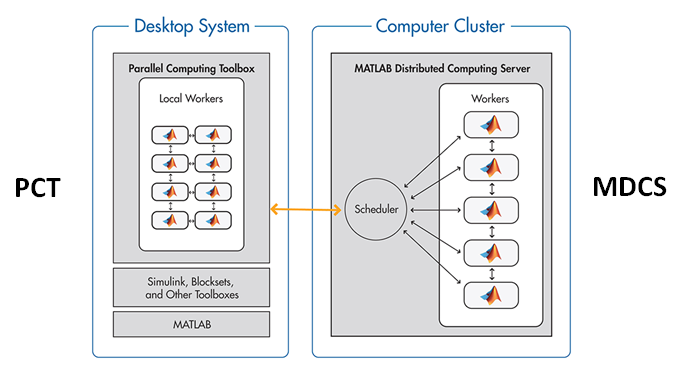 Desktop System
Computer Cluster
PCT
Parallel Computing Toolbox
Local Workers
Simulink, Blocksets,
and Other Toolboxes
MATLAB
MATLAB Distributed Computing Server
Workers
Scheduler
MDCS